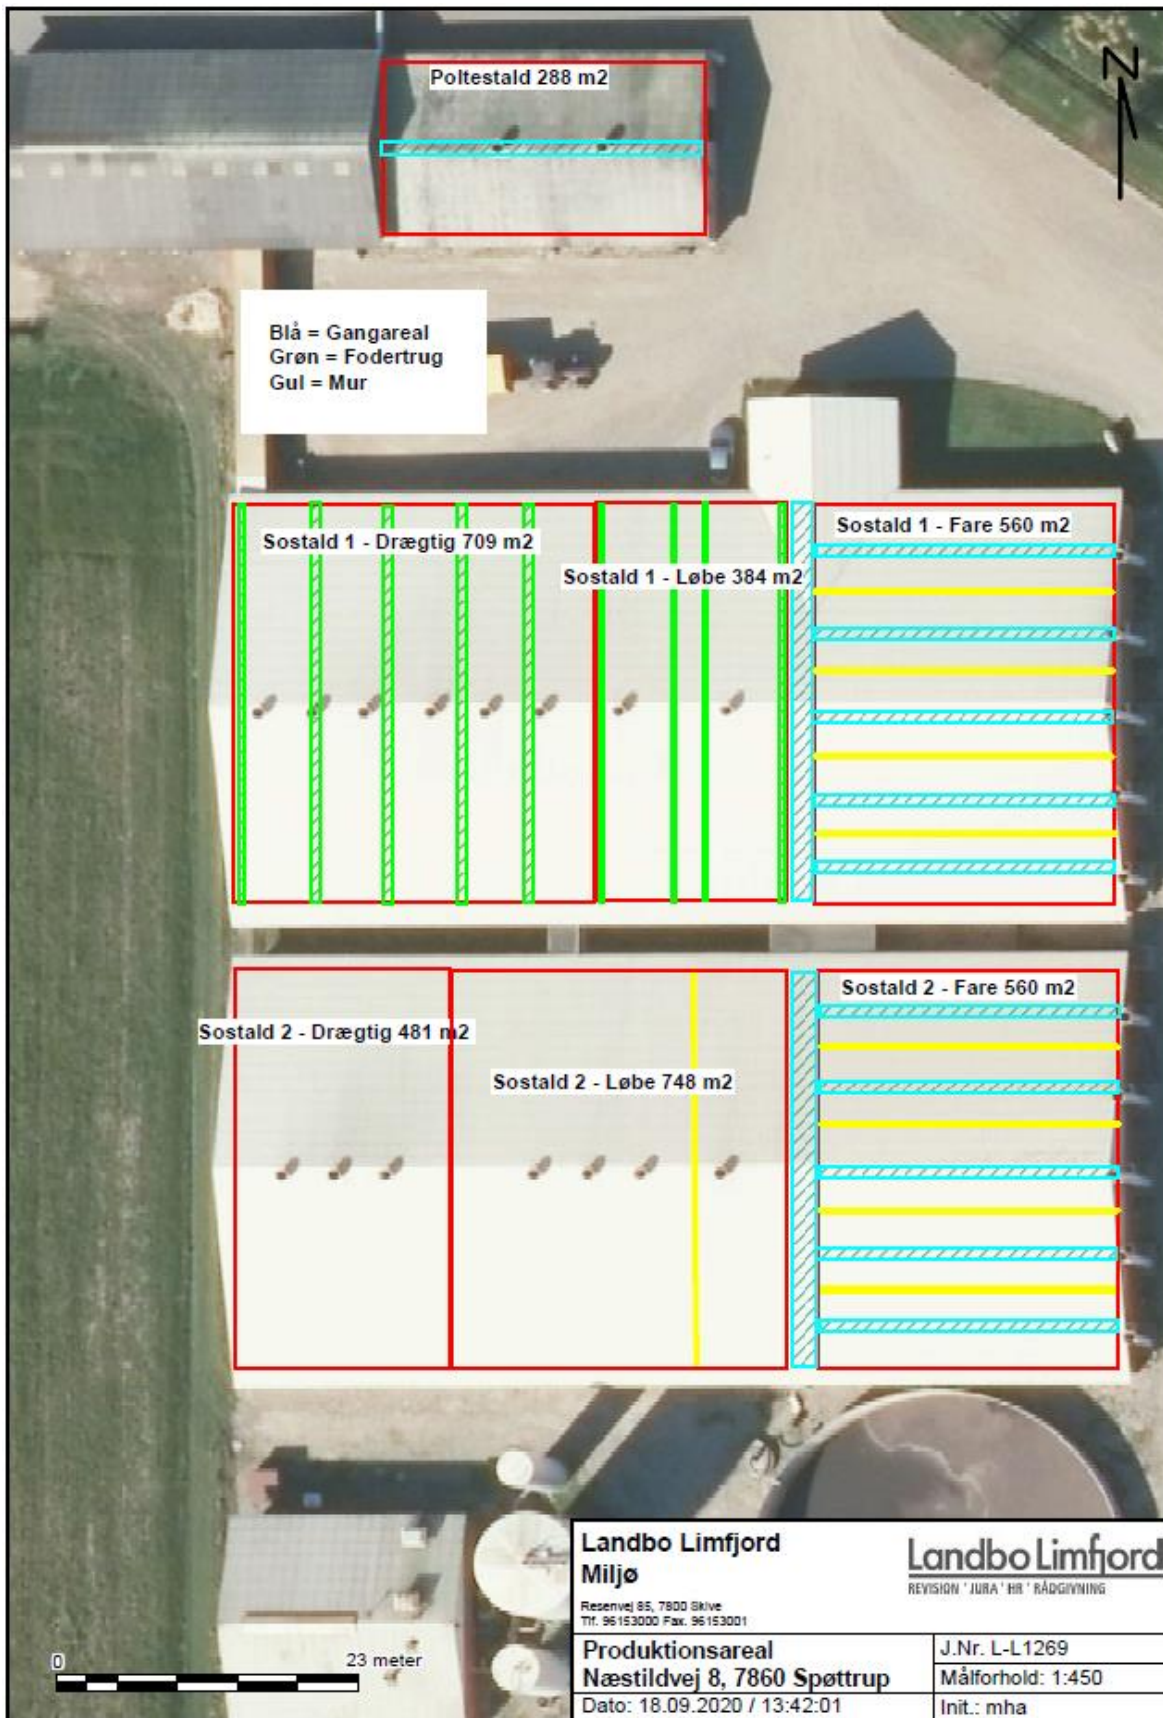 Poltestald 288 m2
N
Blå = Gangareal
Grøn = Fodertrug
Gul = Mur
Sostald 1 - Drægtig 709 m2
Sostald 1 - Løbe 384 m2
Sostald 1 - Fare 560 m2
Sostald 2 - Drægtig 481 m2
Sostald 2 - Løbe 748 m2
Sostald 2 - Fare 560 m2
0 23 meter
Landbo Limfjord
Miljø
Resenvej 85, 7800 Skive
Tlf. 96153000 Fax. 96153001
Landbo Limfjord
REVISION ' JURA ' HR ' RÅDGIVNING
Produktionsareal
Næstildvej 8, 7860 Spøttrup
Dato: 18.09.2020 / 13:42:01
J.Nr. L-L1269
Målforhold: 1:450
Init.: mha